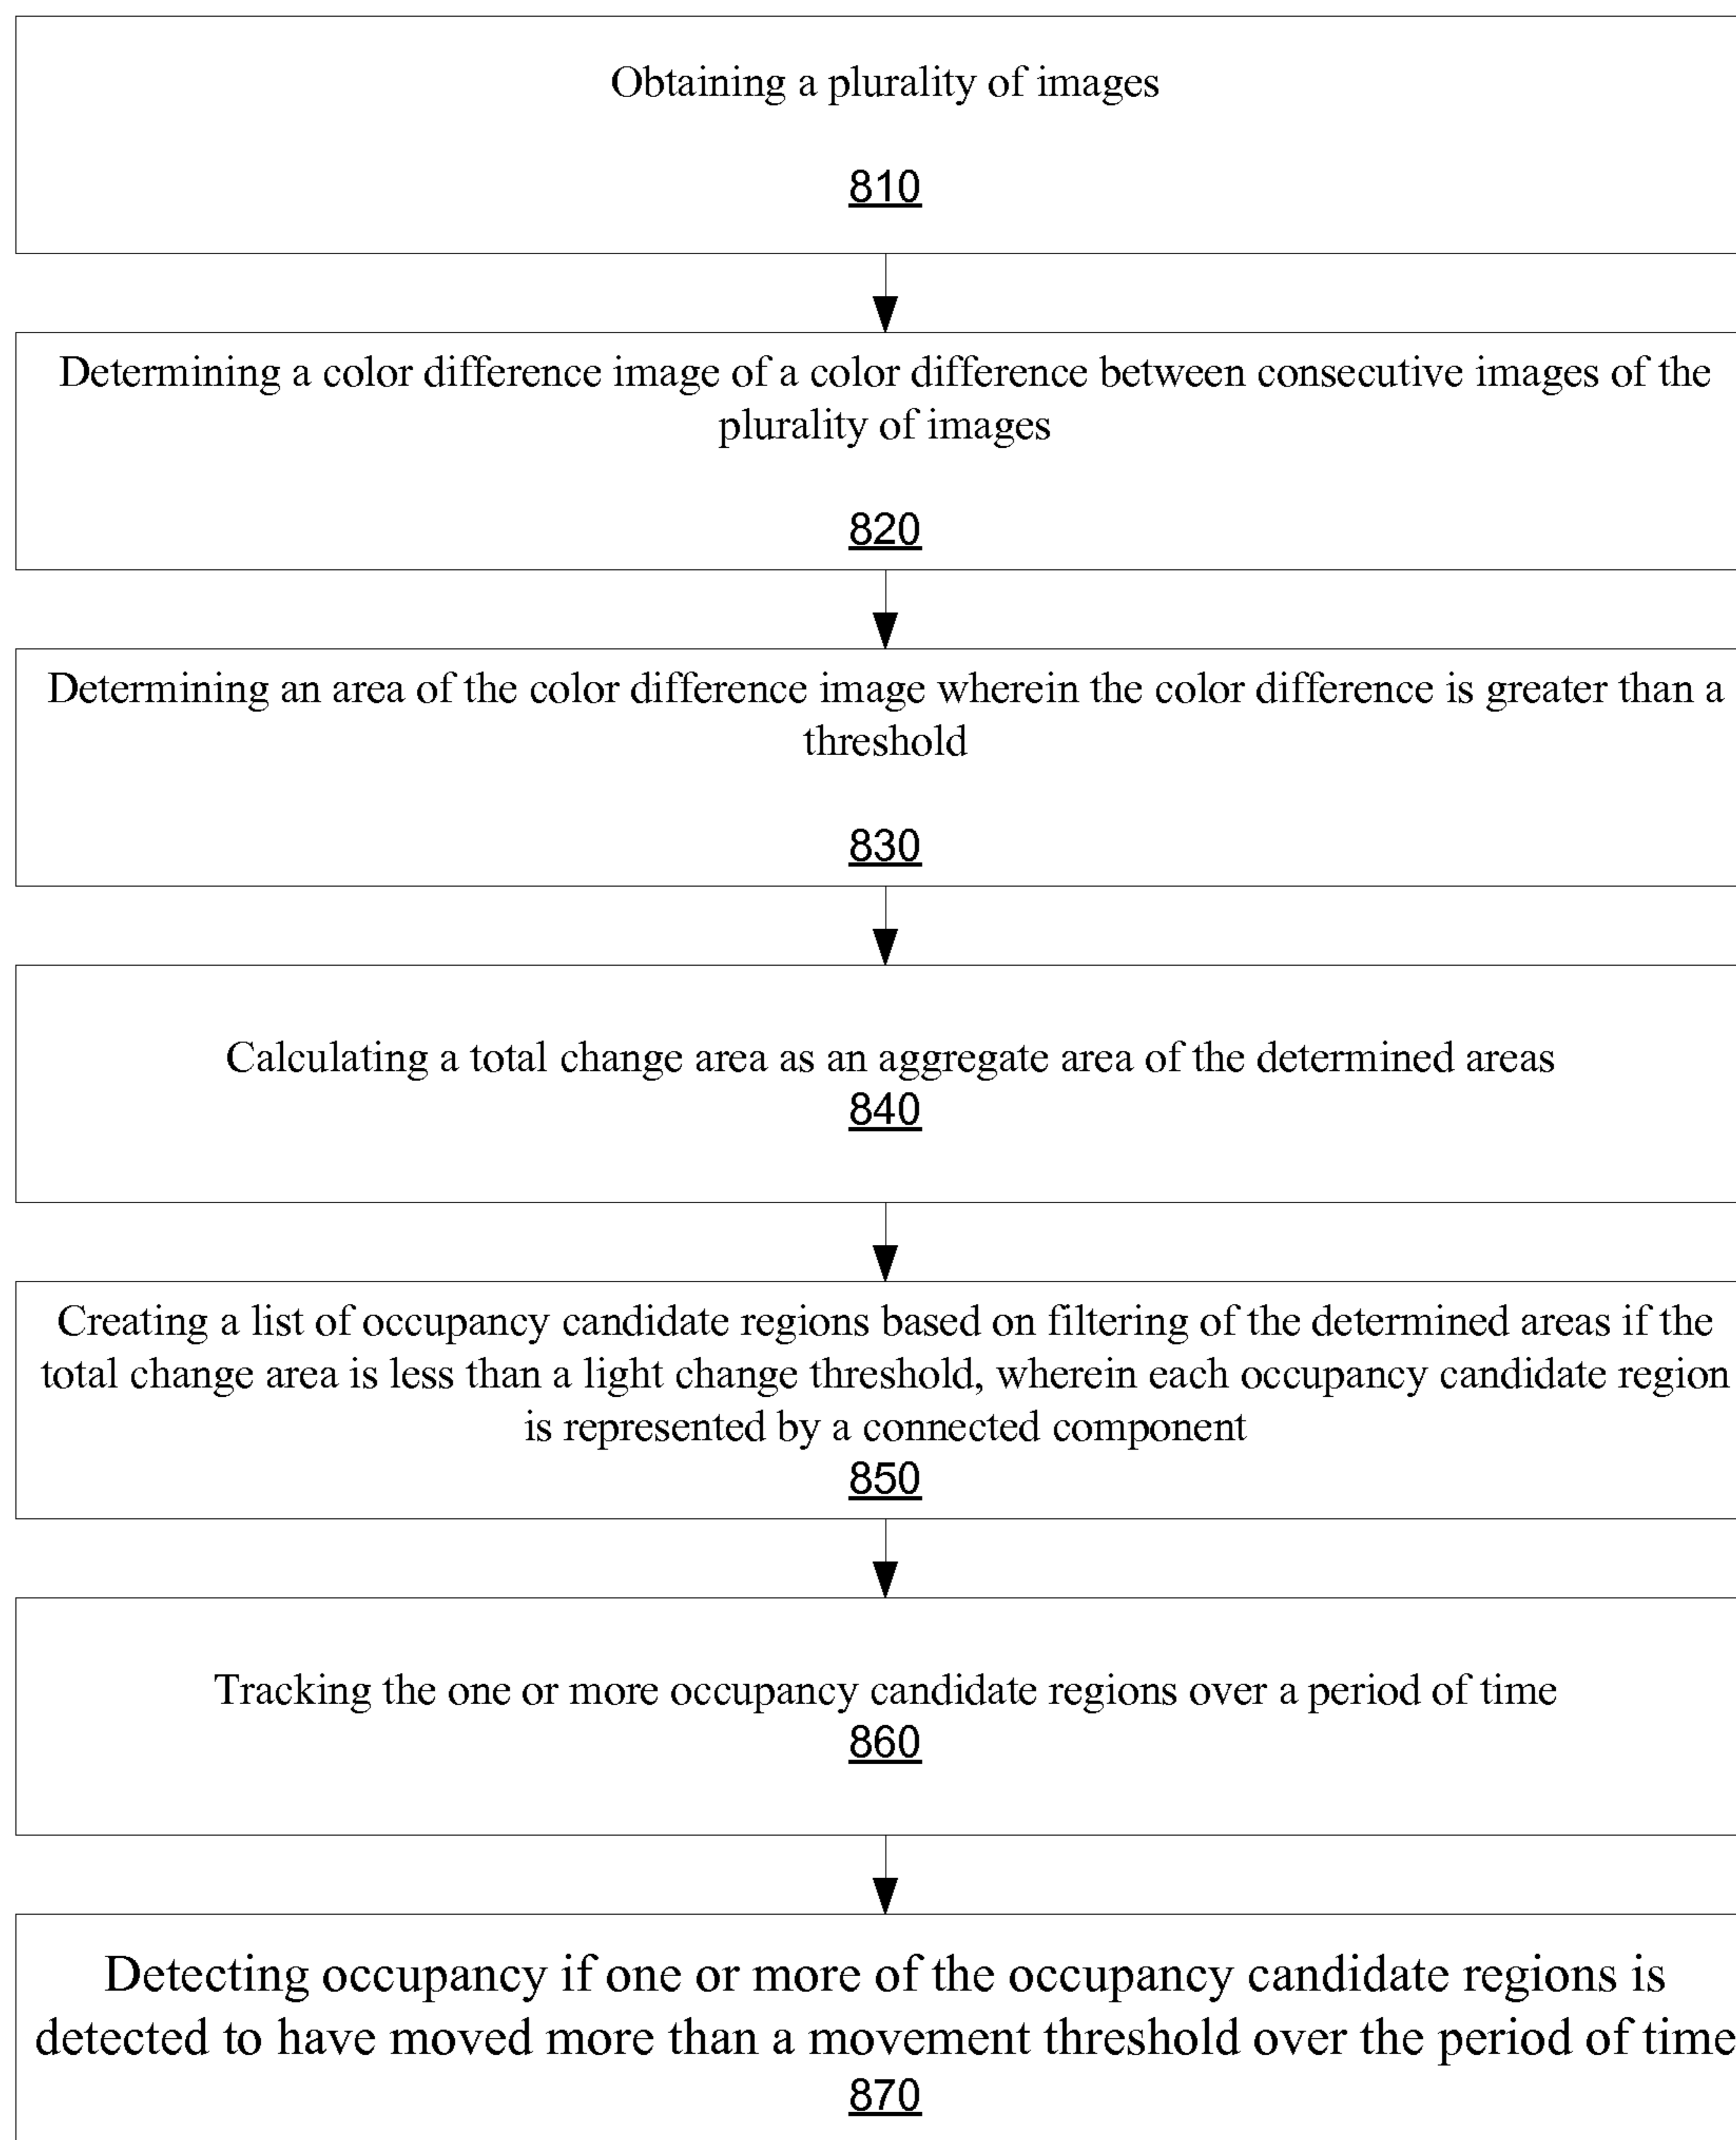 Obtaining a plurality of images
810
Determining a color difference image of a color difference between consecutive images of the
plurality of images
820
Determining an area of the color difference image wherein the color difference is greater than a
threshold
830
Calculating a total change area as an aggregate area of the determined areas
840
Creating a list of occupancy candidate regions based on filtering of the determined areas if the
total change area is less than a light change threshold, wherein each occupancy candidate region
is represented by a connected component
850
Tracking the one or more occupancy candidate regions over a period of time
860
Detecting occupancy if one or more of the occupancy candidate regions is
detected to have moved more than a movement threshold over the period of time
870